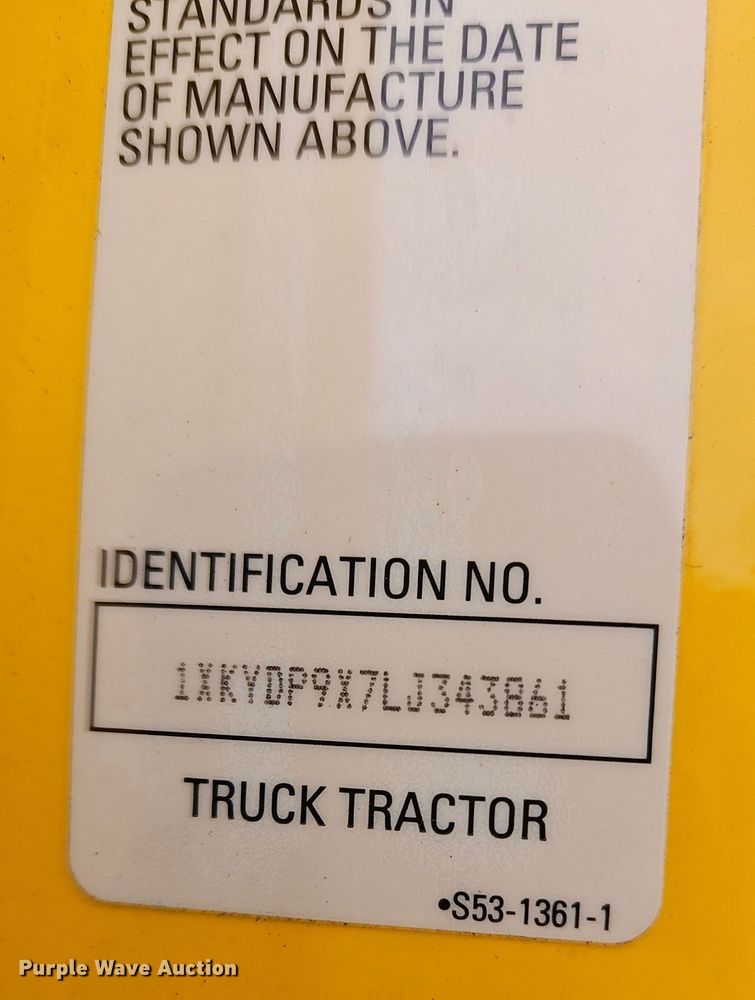 STANDARDS IN
EFFECT ON THE DATE
OF MANUFACTURE
SHOWN ABOVE.
IDENTIFICATION NO.
1XKYDP9X7LJ343861
TRUCK TRACTOR
•S53-1361-1
Purple Wave Auction